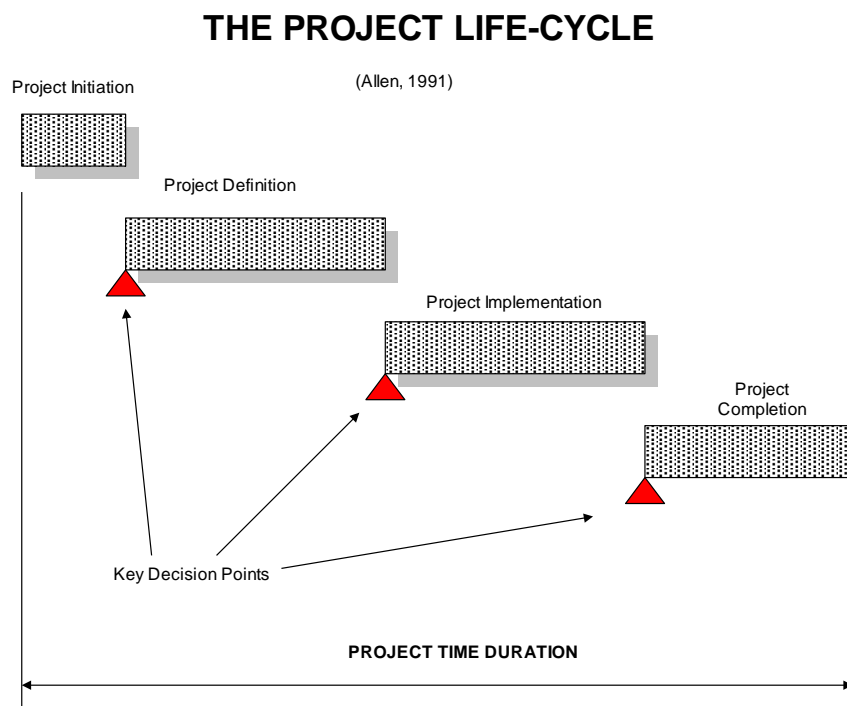 THE PROJECT LIFE-CYCLE
(Allen, 1991)
Project Initiation
Project Definition
Project Implementation
Project
Completion
Key Decision Points
PROJECT TIME DURATION